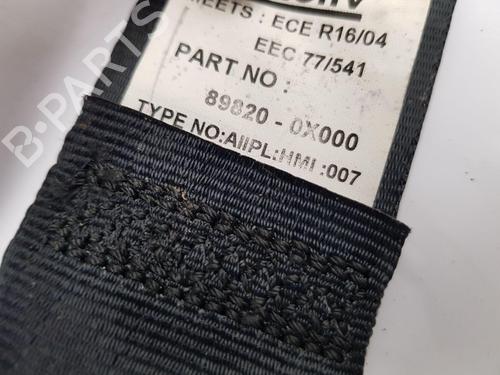 MEETS : ECE R16/04
EEC 77/541
PART NO :
89820 - 0X000
TYPE NO:AIIPL:HMI :007
B-PARTS